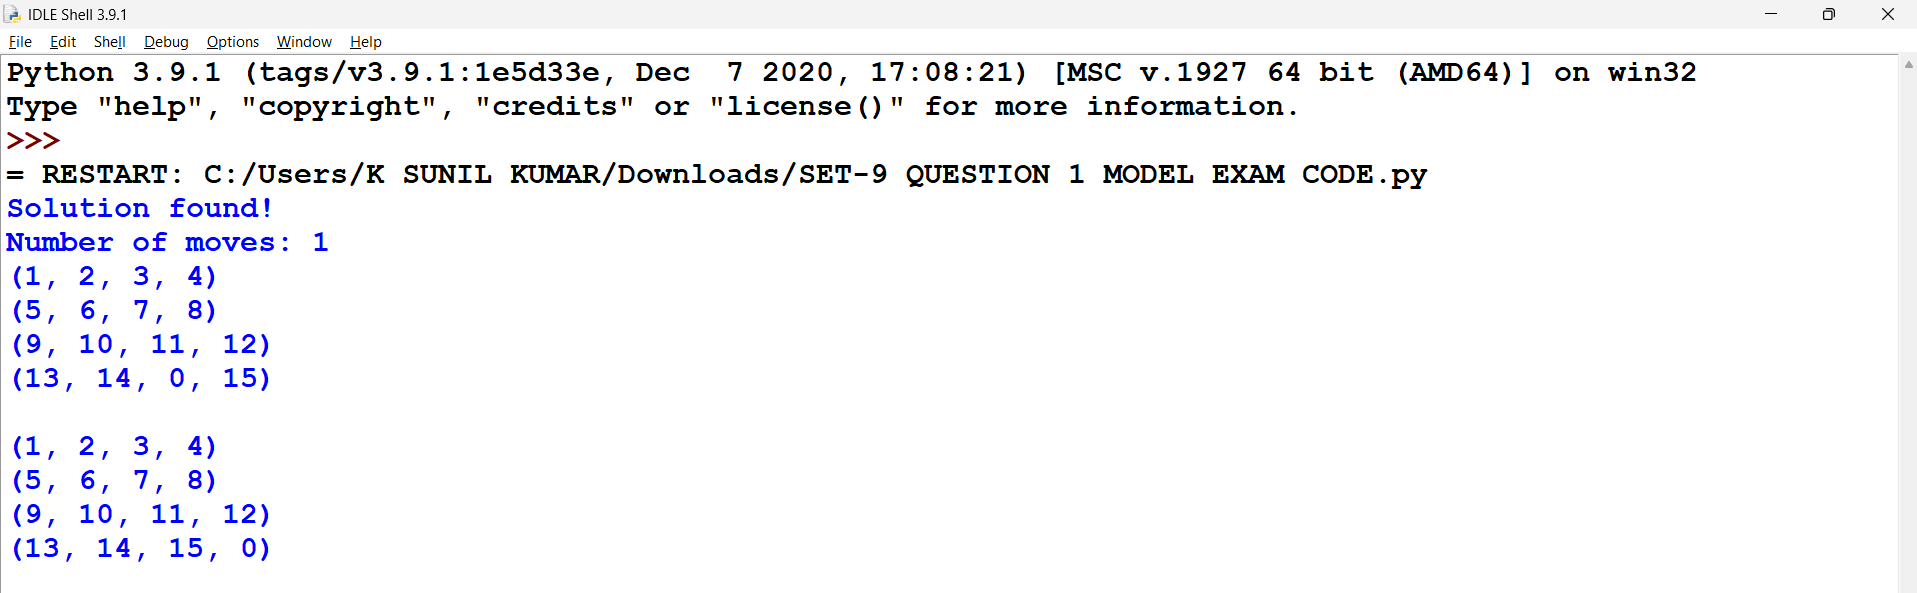 IDLE Shell 3.9.1
File Edit Shell Debug Options Window Help
Python 3.9.1 (tags/v3.9.1:1e5d33e, Dec  7 2020, 17:08:21) [MSC v.1927 64 bit (AMD64)] on win32
Type "help", "copyright", "credits" or "license()" for more information.
>>>
= RESTART: C:/Users/K SUNIL KUMAR/Downloads/SET-9 QUESTION 1 MODEL EXAM CODE.py
Solution found!
Number of moves: 1
(1, 2, 3, 4)
(5, 6, 7, 8)
(9, 10, 11, 12)
(13, 14, 0, 15)
(1, 2, 3, 4)
(5, 6, 7, 8)
(9, 10, 11, 12)
(13, 14, 15, 0)